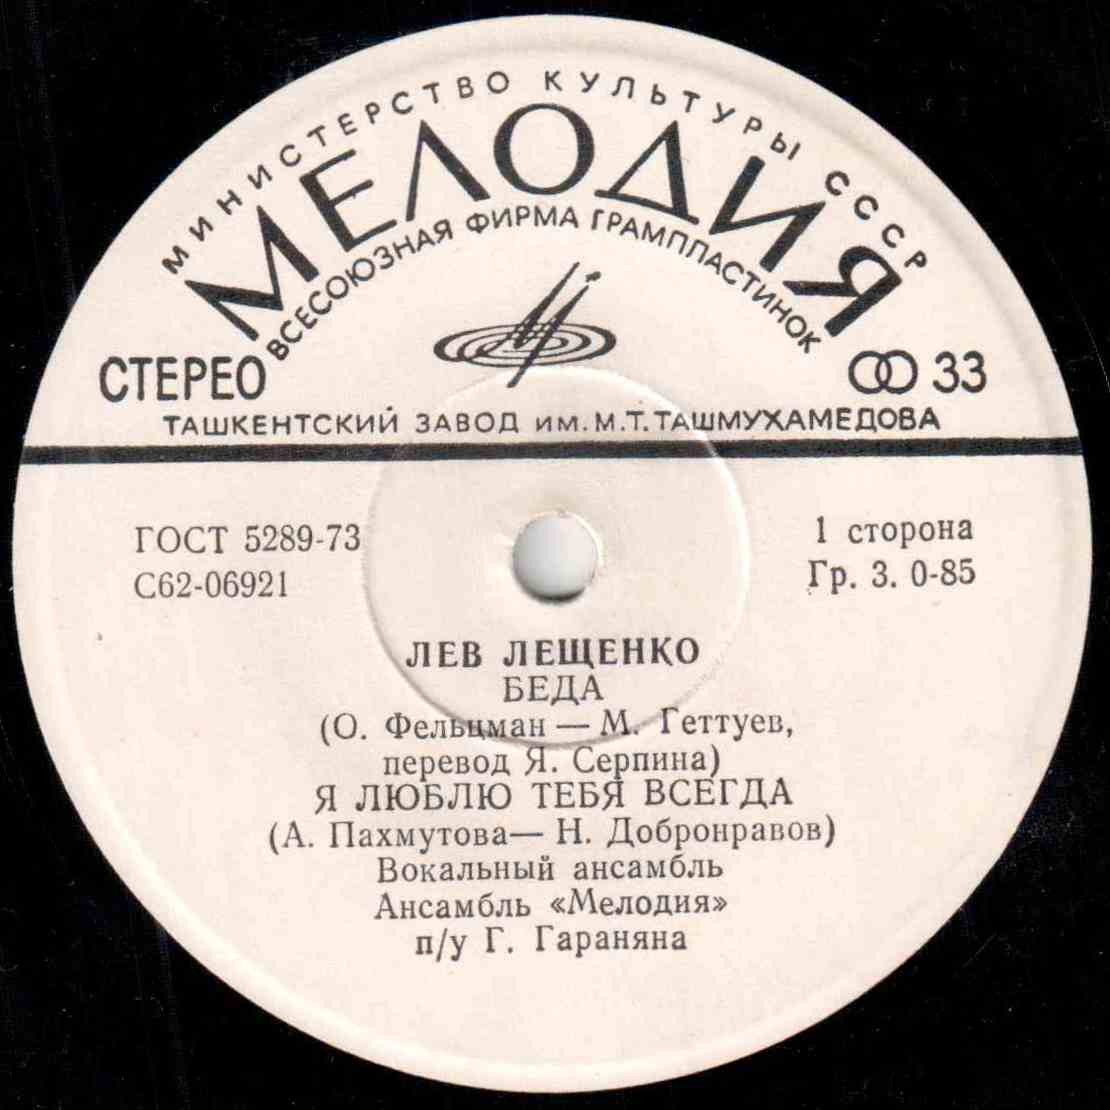 МИНИСТЕРСТВО КУЛЬТУРЫ СССР
МЕЛОДИЯ
ВСЕСОЮЗНАЯ ФИРМА ГРАМПЛАСТИНОК
СТЕРЕО
33
ТАШКЕНТСКИЙ ЗАВОД ИМ. М. Т. ТАШМУХАМЕДОВА
ГОСТ 5289-73
С62-06921
1 сторона
Гр. 3. 0-85
ЛЕВ ЛЕЩЕНКО
БЕДА
(О. Фельцман — М. Геттуев,
перевод Я. Серпина)
Я ЛЮБЛЮ ТЕБЯ ВСЕГДА
(А. Пахмутова— Н. Добронравов)
Вокальный ансамбль
Ансамбль «Мелодия»
п/у Г. Гараняна